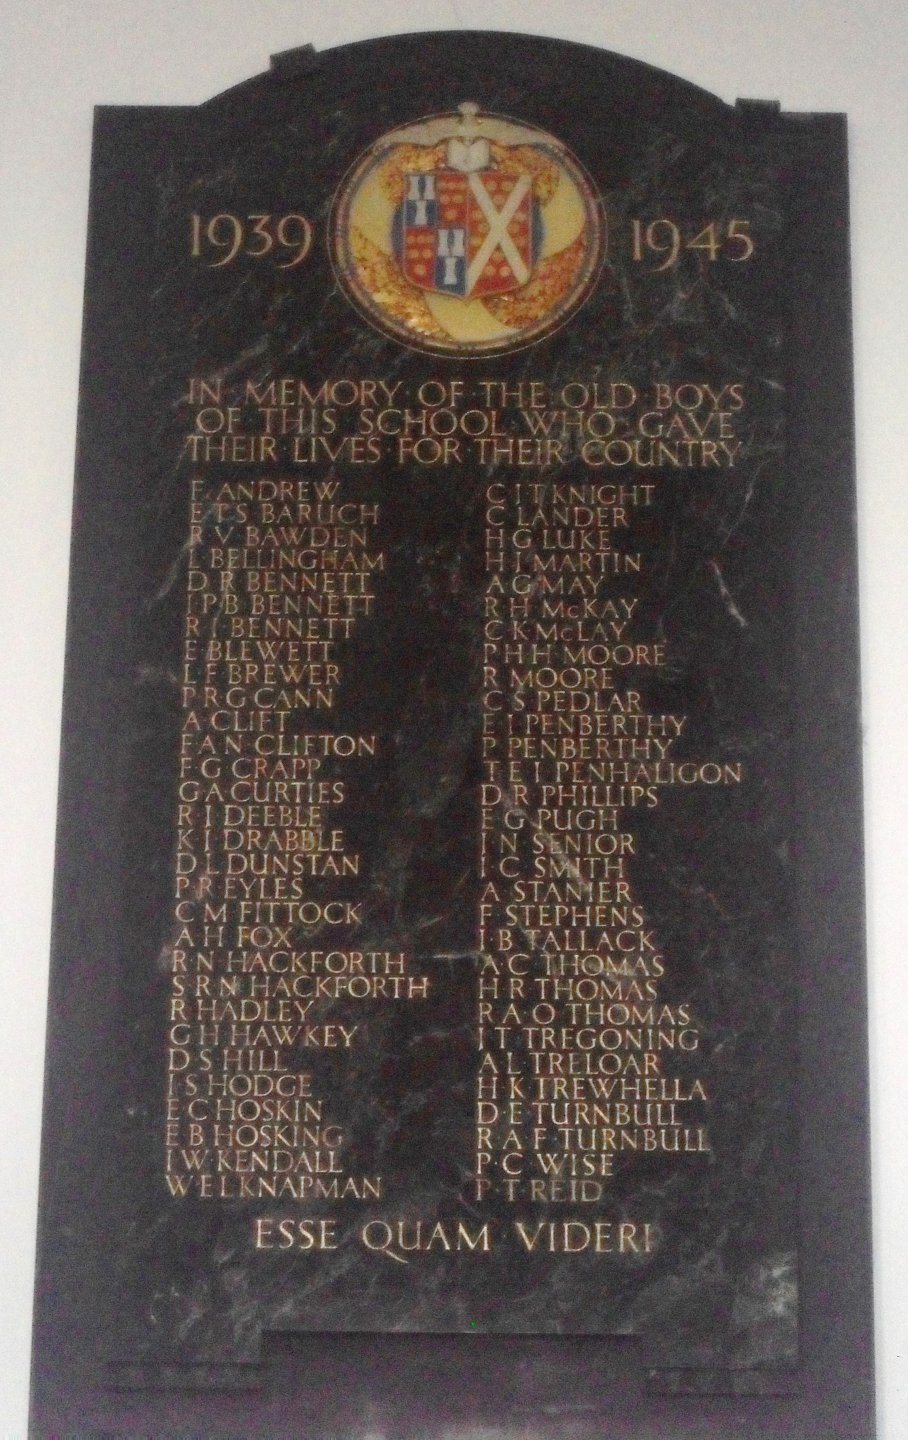 1939 1945
IN MEMORY OF THE OLD BOYS
OF THIS SCHOOL WHO GAVE
THEIR LIVES FOR THEIR COUNTRY
F. ANDREW
E T S BARUCH
R V BAWDEN
W BELLINGHAM
D R BENNETT
I P B BENNETT
R J BENNETT
E BLEWETT
L F BREWER
P R G CANN
A CLIFT
F A N CLIFTON
F G CRAPP
G A CURTIES
R J DEEBLE
K J DRABBLE
D L DUNSTAN
P R EYLES
C M FITTOCK
A H FOX
R N HACKFORTH
S R N HACKFORTH
R HADLEY
G H HAWKEY
D S HILL
I S HODGE
E C HOSKIN
E B HOSKING
J W KENDALL
W E L KNAPMAN
C J T KNIGHT
C LANDER
H G LUKE
H J MARTIN
A G MAY
R H McKAY
C K McLAY
P H H MOORE
R MOORE
C S PEDLAR
E J PENBERTHY
P PENBERTHY
T E J PENHALIGON
D R PHILLIPS
E G PUGH
J N SENIOR
J C SMITH
A STANIER
F STEPHENS
J B TALLACK
A C THOMAS
H R THOMAS
R A O THOMAS
J T TREGONING
A L TRELOAR
H K TREWHELLA
D E TURNBULL
R A F TURNBULL
P C WISE
P T REID
ESSE QUAM VIDERI